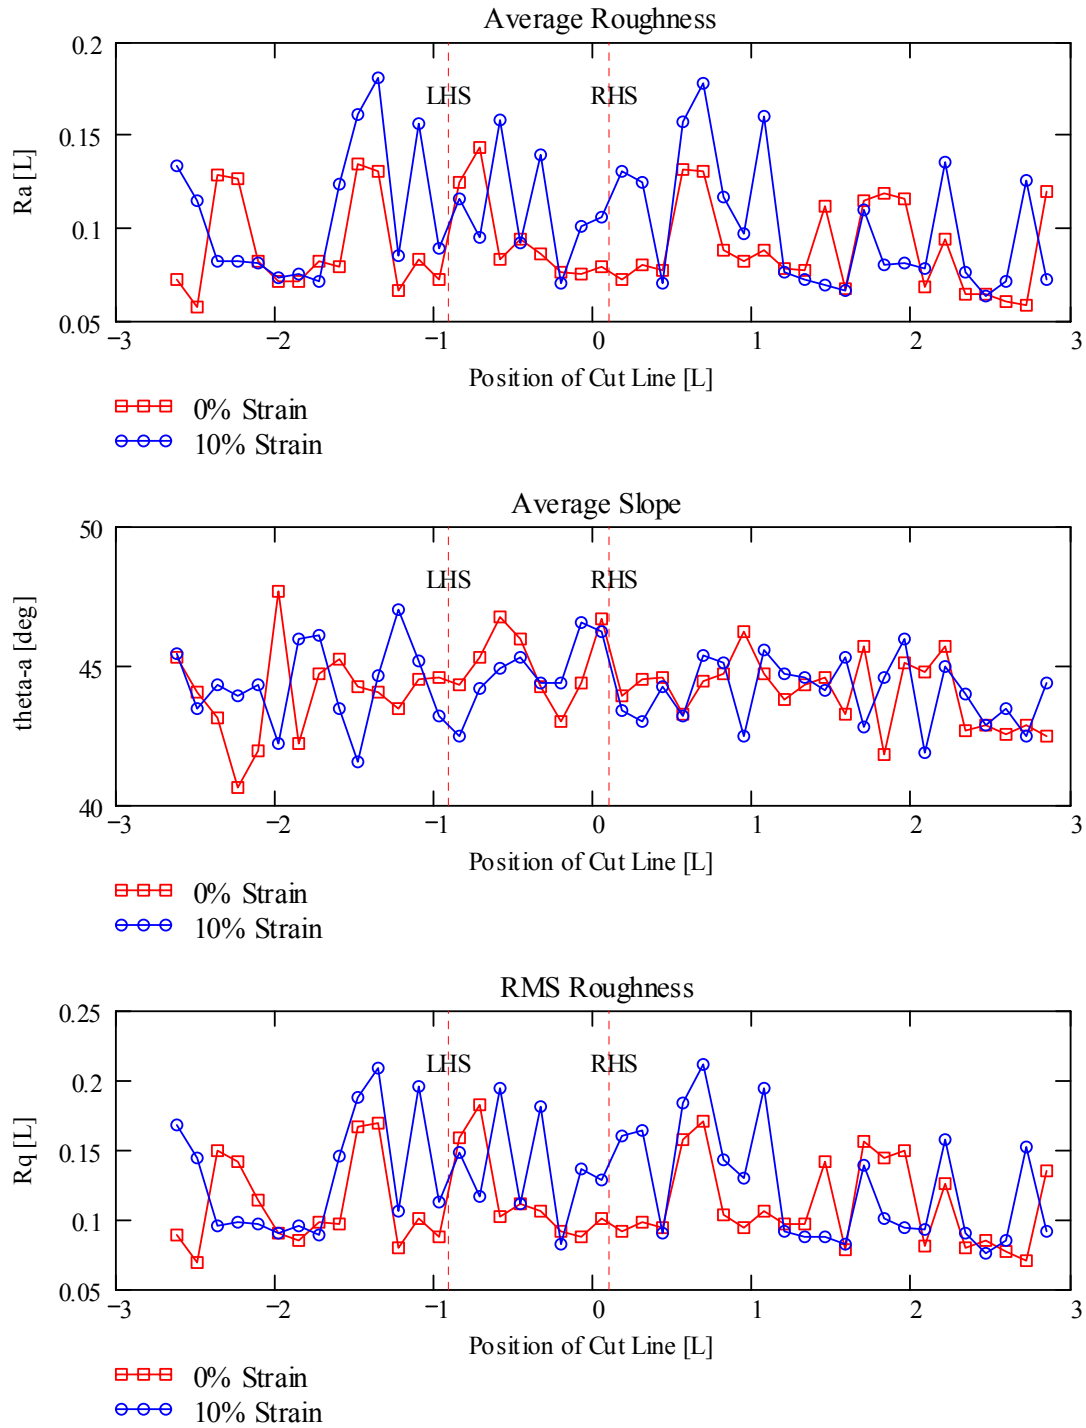 Average Roughness
0.2
0.15
0.1
0.05
Ra [L]
LHS RHS
−3 −2 −1 0 1 2 3
Position of Cut Line [L]
0% Strain
10% Strain
Average Slope
50
45
40
theta-a [deg]
LHS RHS
−3 −2 −1 0 1 2 3
Position of Cut Line [L]
0% Strain
10% Strain
RMS Roughness
0.25
0.2
0.15
0.1
0.05
Rq [L]
LHS RHS
−3 −2 −1 0 1 2 3
Position of Cut Line [L]
0% Strain
10% Strain